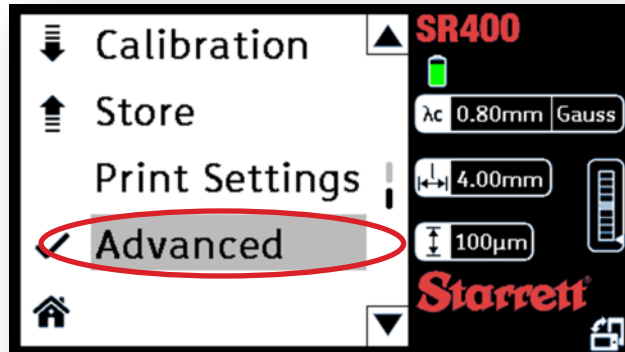 Calibration
Store
Print Settings
Advanced
SR400
λc 0.80mm Gauss
l 4.00mm
100µm
Starrett